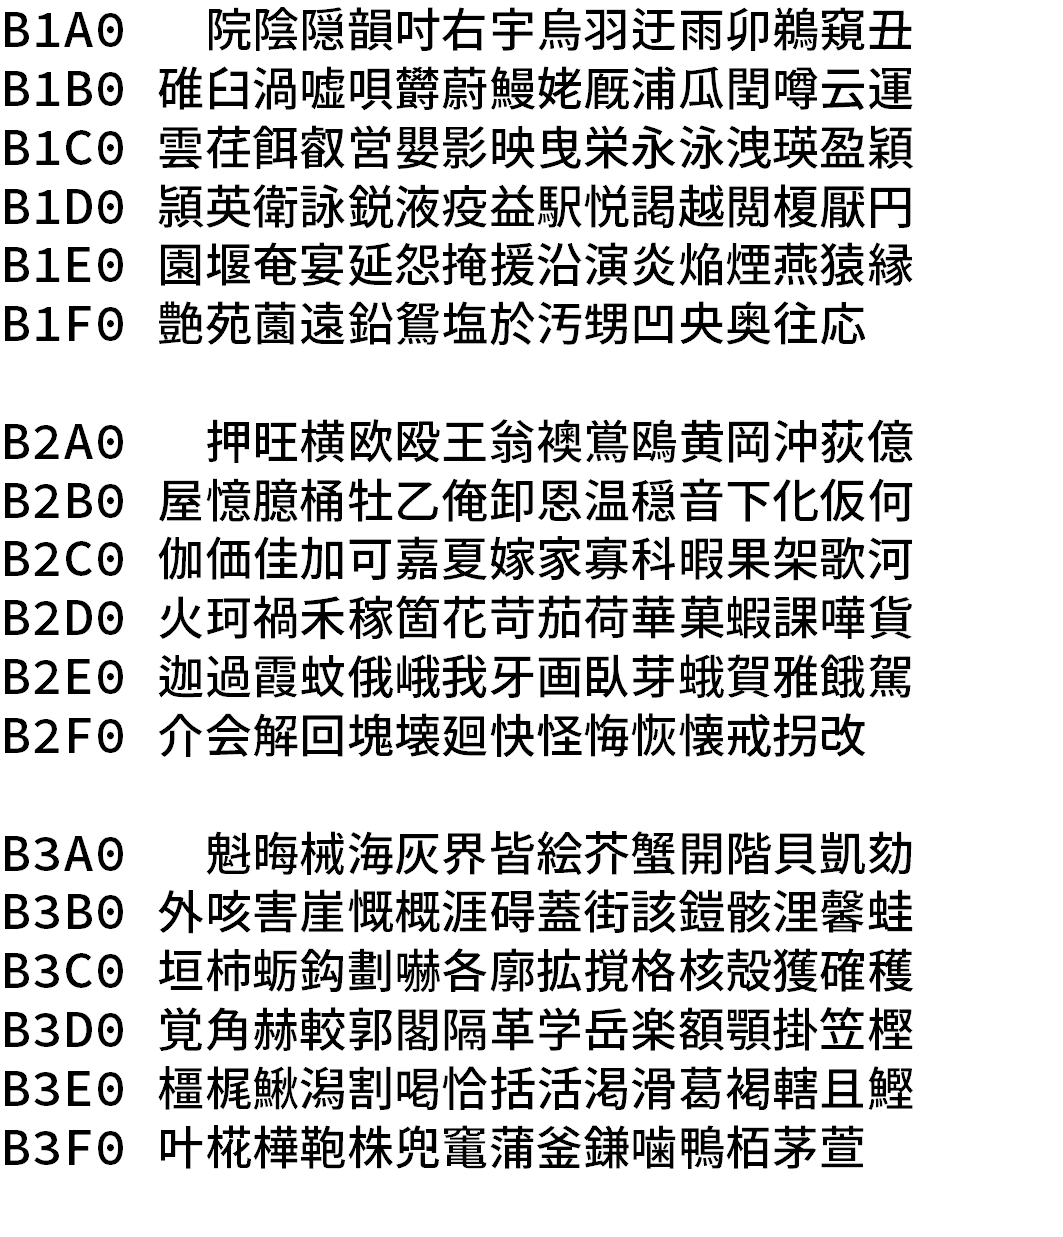 B1A0 院陰隠韻吋右宇烏羽迂雨卯鵜窺丑
B1B0 碓臼渦嘘唄欝蔚鰻姥厩浦瓜閏噂云運
B1C0 雲荏餌叡営嬰影映曳栄永泳洩瑛盈穎
B1D0 頴英衛詠鋭液疫益駅悦謁越閲榎厭円
B1E0 園堰奄宴延怨掩援沿演炎焔煙燕猿縁
B1F0 艶苑薗遠鉛鴛塩於汚甥凹央奥往応
B2A0 押旺横欧殴王翁襖鴬鴎黄岡沖荻億
B2B0 屋憶臆桶牡乙俺卸恩温穏音下化仮何
B2C0 伽価佳加可嘉夏嫁家寡科暇果架歌河
B2D0 火珂禍禾稼箇花苛茄荷華菓蝦課嘩貨
B2E0 迦過霞蚊俄峨我牙画臥芽蛾賀雅餓駕
B2F0 介会解回塊壊廻快怪悔恢懐戒拐改
B3A0 魁晦械海灰界皆絵芥蟹開階貝凱劾
B3B0 外咳害崖慨概涯碍蓋街該鎧骸浬馨蛙
B3C0 垣柿蛎鈎劃嚇各廓拡撹格核殻獲確穫
B3D0 覚角赫較郭閣隔革学岳楽額顎掛笠樫
B3E0 橿梶鰍潟割喝恰括活渇滑葛褐轄且鰹
B3F0 叶椛樺鞄株兜竃蒲釜鎌噛鴨栢茅萱